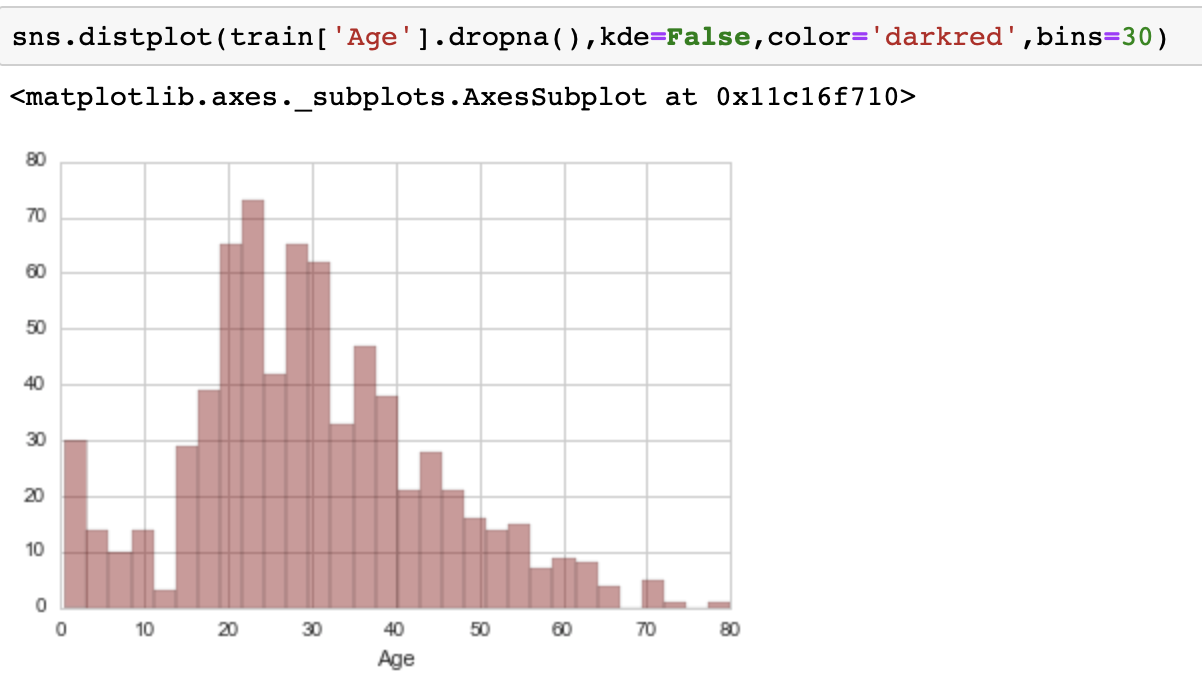 sns.distplot(train['Age'].dropna(),kde=False,color='darkred',bins=30)
<matplotlib.axes._subplots.AxesSubplot at 0x11c16f710>
80
70
60
50
40
30
20
10
0
0 10 20 30 40 50 60 70 80
Age